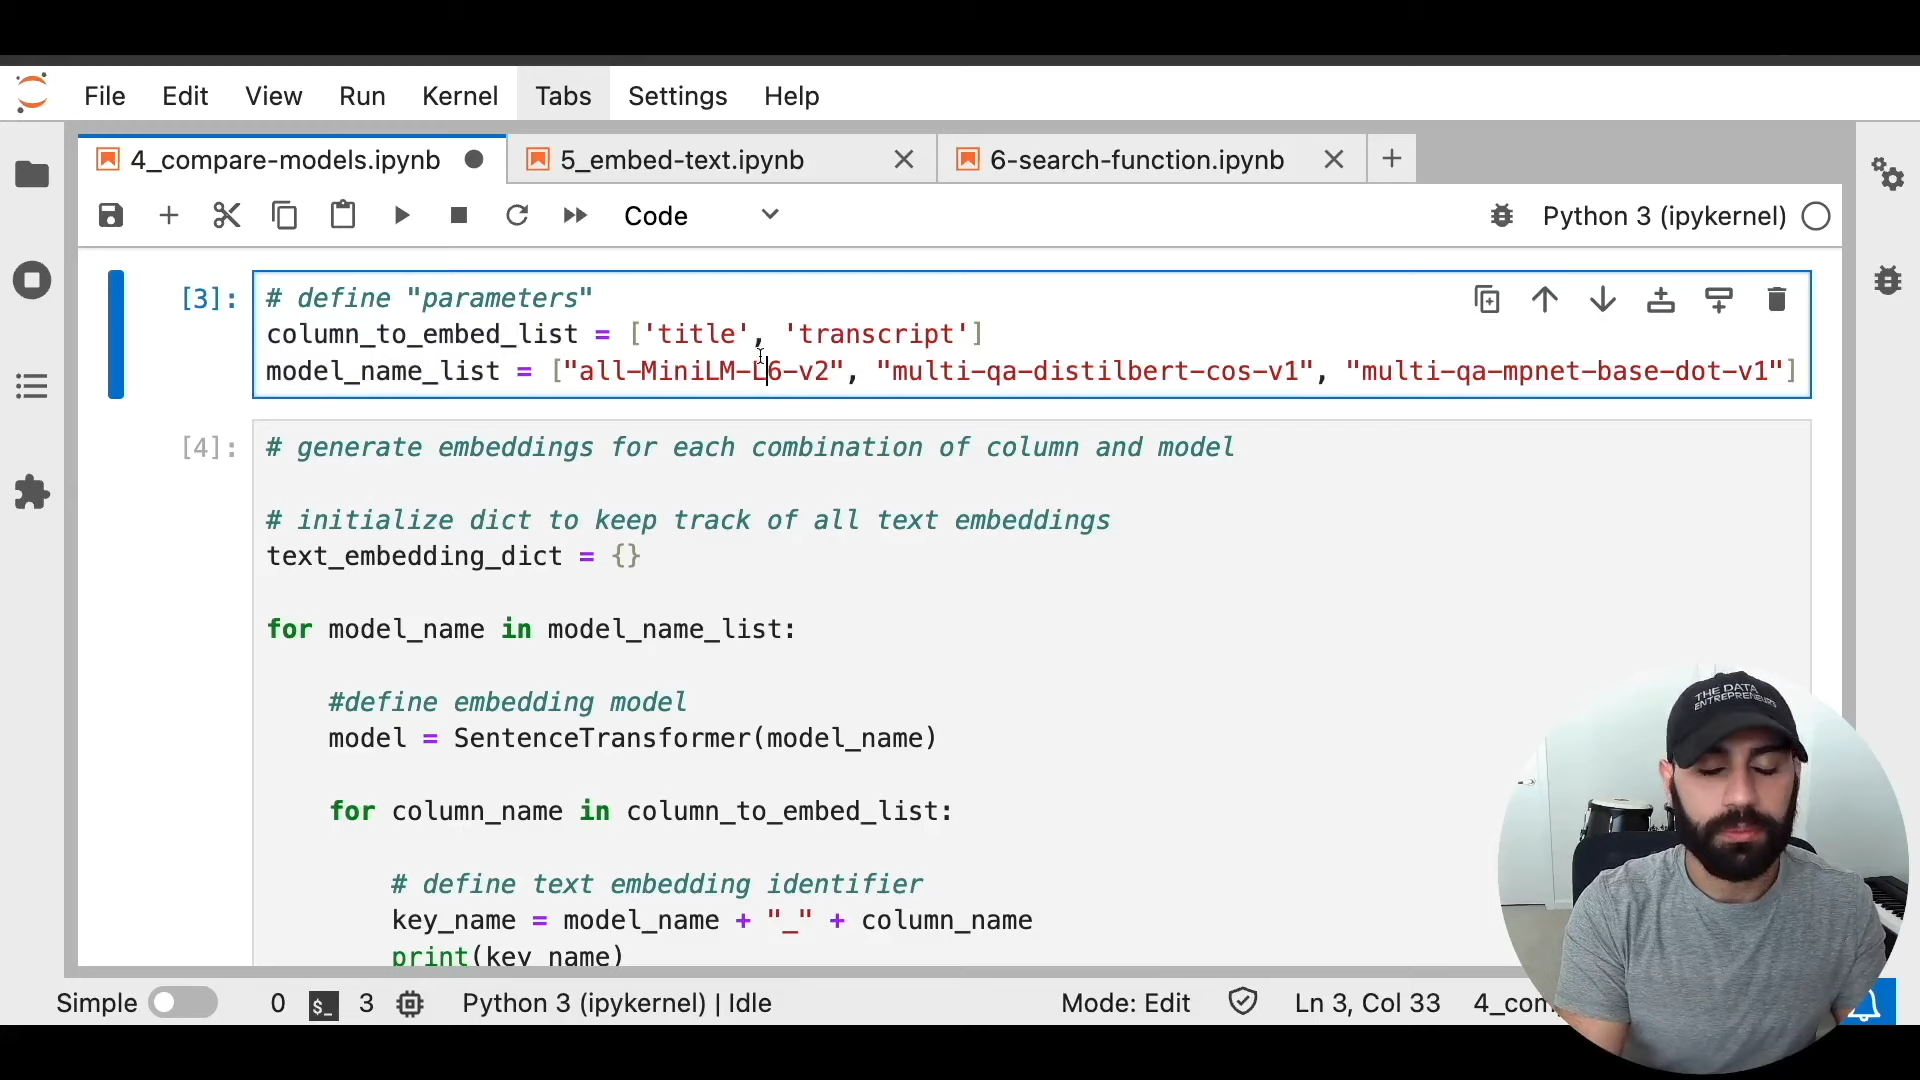 File Edit View Run Kernel Tabs Settings Help
4_compare-models.ipynb 5_embed-text.ipynb 6-search-function.ipynb
Code Python 3 (ipykernel)
[3]: # define "parameters"
column_to_embed_list = ['title', 'transcript']
model_name_list = ["all-MiniLM-L6-v2", "multi-qa-distilbert-cos-v1", "multi-qa-mpnet-base-dot-v1"]
[4]: # generate embeddings for each combination of column and model
# initialize dict to keep track of all text embeddings
text_embedding_dict = {}
for model_name in model_name_list:
#define embedding model
model = SentenceTransformer(model_name)
for column_name in column_to_embed_list:
# define text embedding identifier
key_name = model_name + "_" + column_name
print(key_name)
THE DATA
ENTREPRENEURS
Simple 0 $_ 3 Python 3 (ipykernel) | Idle Mode: Edit Ln 3, Col 33 4_com